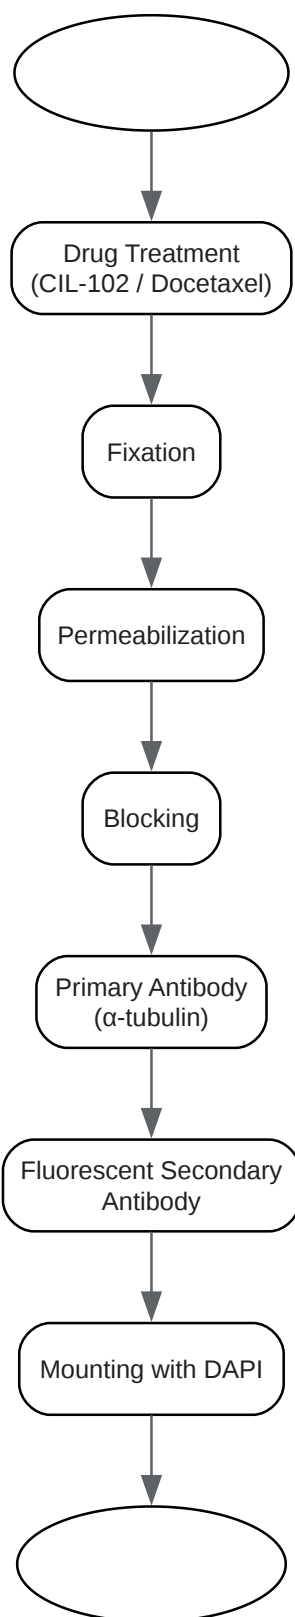 Drug Treatment
(CIL-102 / Docetaxel)
Fixation
Permeabilization
Blocking
Primary Antibody
(α-tubulin)
Fluorescent Secondary
Antibody
Mounting with DAPI